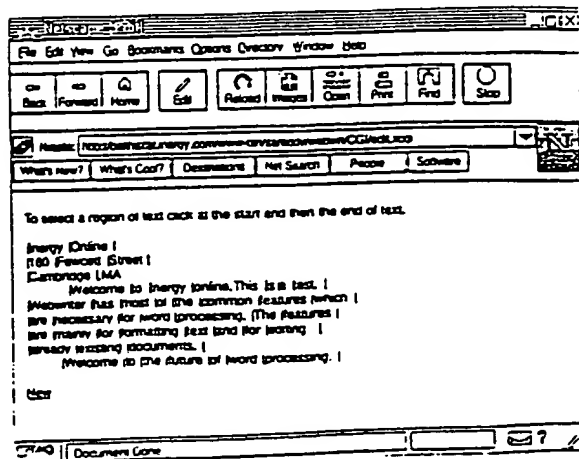 File Edit View Go Bookmarks Options Directory Window Help
Back Forward Home Edit Reload Images Open Print Find Stop
What's New? What's Cool? Destinations Net Search People Software
To select a region of text click at the start and then the end of text.
|Inergy |Online |
|180 |Fawcett |Street |
|Cambridge |,MA
|Welcome |to |Inergy |online.This |is |a |test. |
|Webwriter |has |most |of |the |common |features |which |
|are |necessary |for |word |processing. |The |features |
|are |mainly |for |formatting |text |and |for |editing |
|already |existing |documents. |
|Welcome |to |the |future |of |word |processing. |
Document: Done
?